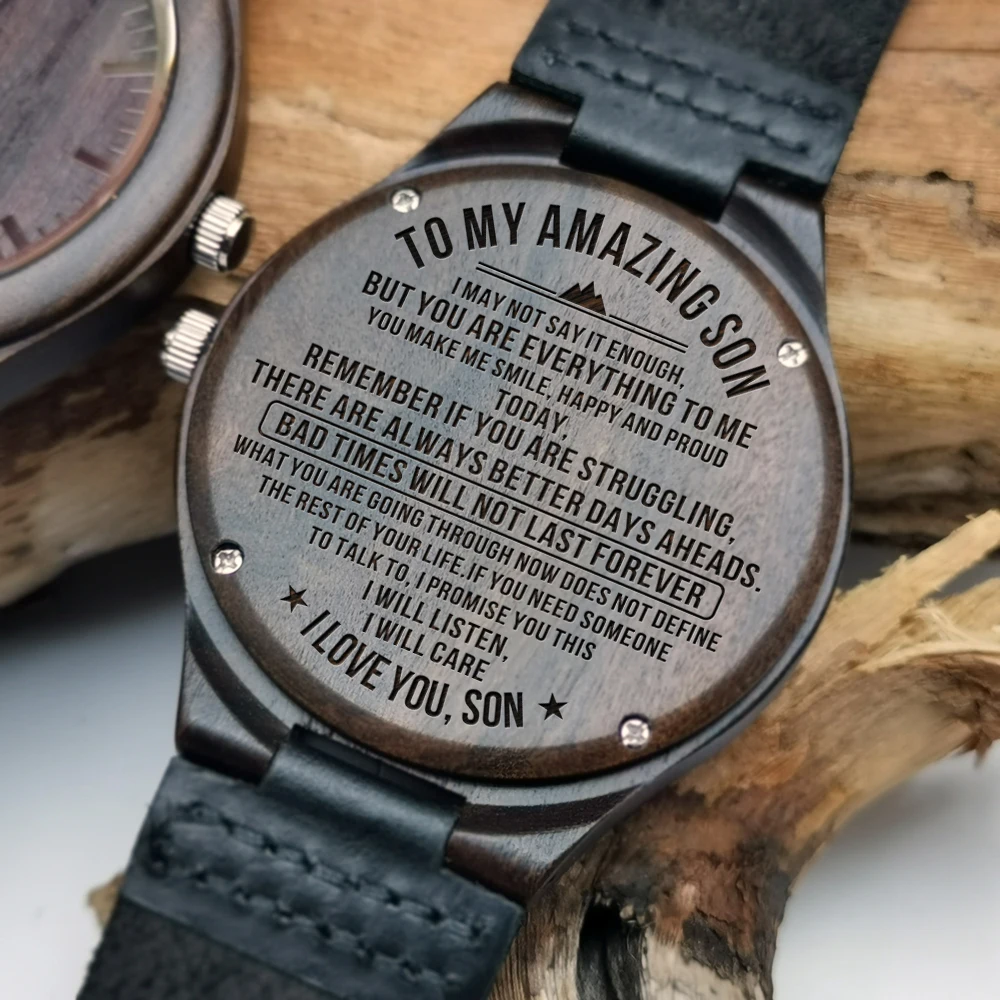 TO MY AMAZING SON
I MAY NOT SAY IT ENOUGH,
BUT YOU ARE EVERYTHING TO ME
YOU MAKE ME SMILE, HAPPY AND PROUD
TODAY,
REMEMBER IF YOU ARE STRUGGLING,
THERE ARE ALWAYS BETTER DAYS AHEADS.
BAD TIMES WILL NOT LAST FOREVER
WHAT YOU ARE GOING THROUGH NOW DOES NOT DEFINE
THE REST OF YOUR LIFE.IF YOU NEED SOMEONE
TO TALK TO, I PROMISE YOU THIS
I WILL LISTEN,
I WILL CARE
I LOVE YOU, SON